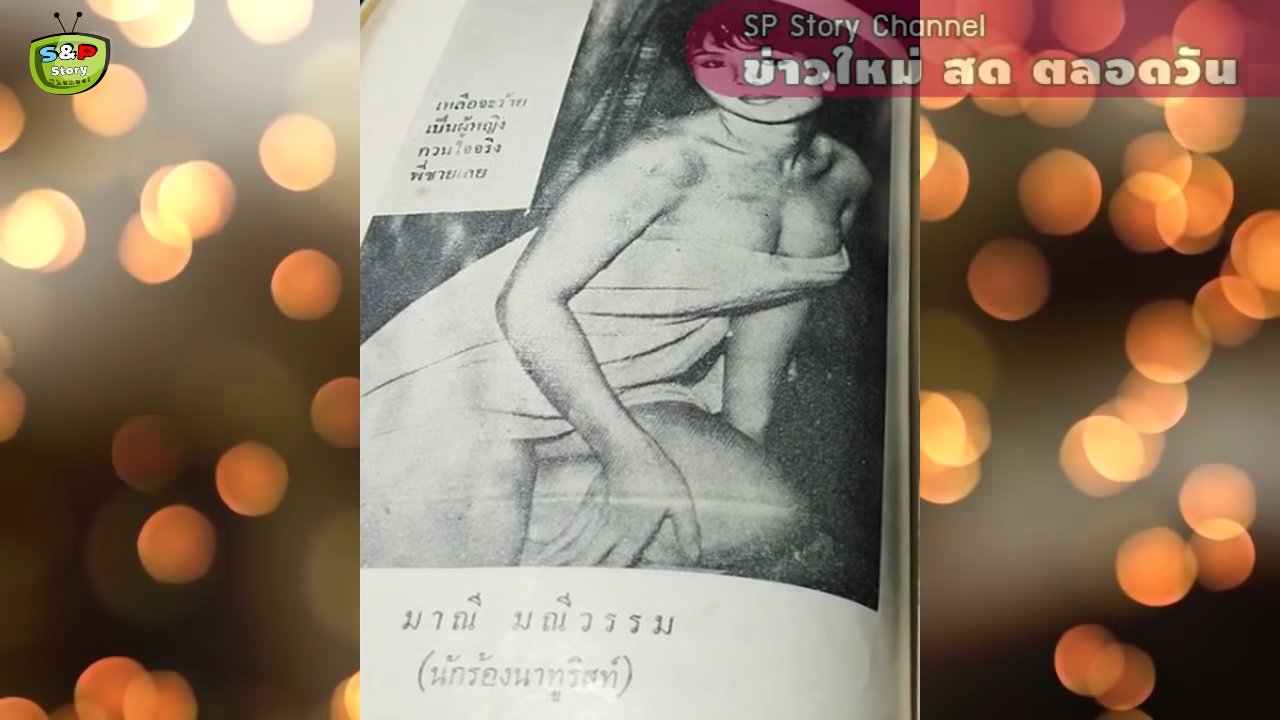 S&P
Story
SP Story Channel
ข่าวใหม่ สด ตลอดวัน
เหลือจะร้าย
เป็นผู้หญิง
กวนใจจริง
พี่ชายเลย
มาณี มณีวรรม
(นักร้องนาทูริสท์)